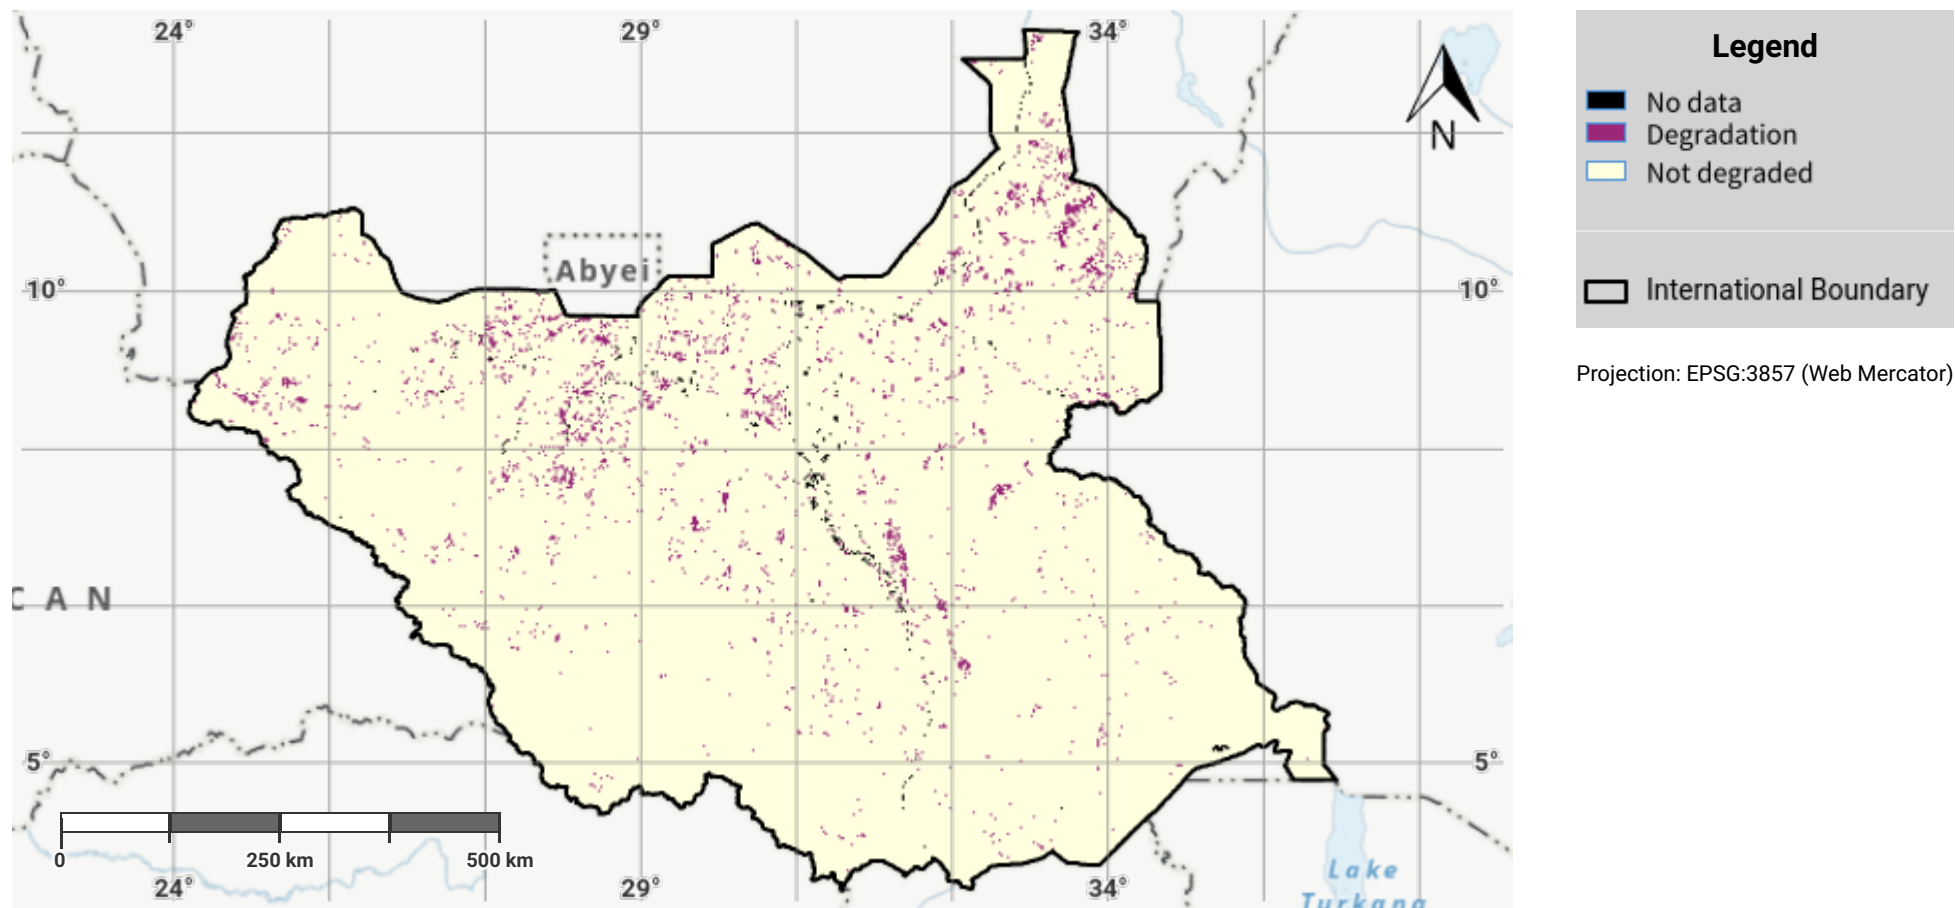 24° 29° 34°
Legend
No data
Degradation
Not degraded
International Boundary
N
Abyei
10° 10°
Projection: EPSG:3857 (Web Mercator)
C A N
5° 5°
0 250 km 500 km
24° 29° 34°
Lake
Turkana